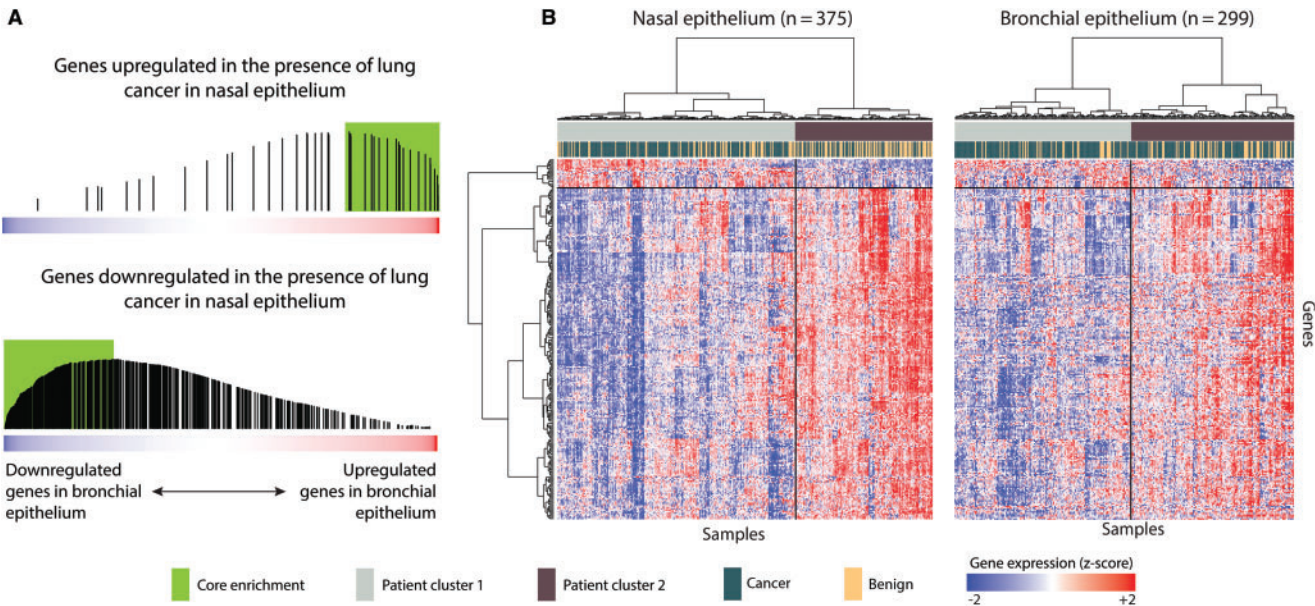 A
Genes upregulated in the presence of lung
cancer in nasal epithelium
Genes downregulated in the presence of lung
cancer in nasal epithelium
Downregulated
genes in bronchial
epithelium
Upregulated
genes in bronchial
epithelium
B
Nasal epithelium (n = 375)
Bronchial epithelium (n = 299)
Genes
Samples
Samples
Core enrichment
Patient cluster 1
Patient cluster 2
Cancer
Benign
Gene expression (z-score)
-2
+2